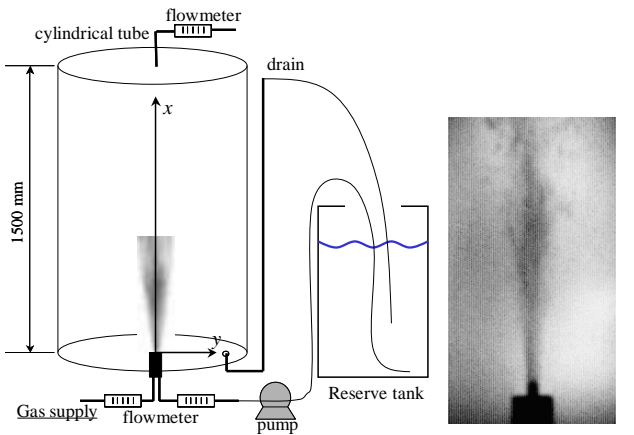 flowmeter
cylindrical tube
drain
x
1500 mm
y
Reserve tank
Gas supply
flowmeter
pump